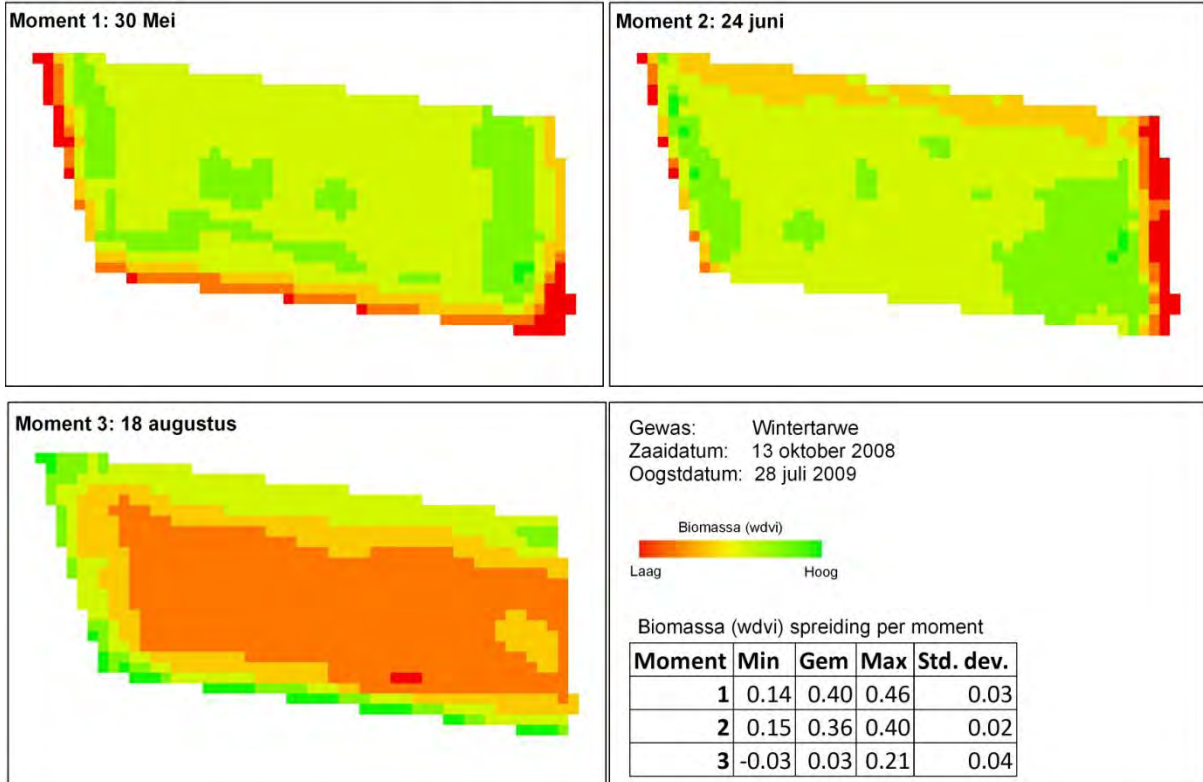 Moment 1: 30 Mei
Moment 2: 24 juni
Moment 3: 18 augustus
Gewas: Wintertarwe
Zaaidatum: 13 oktober 2008
Oogstdatum: 28 juli 2009
Biomassa (wdvi)
Laag Hoog
Biomassa (wdvi) spreiding per moment
Moment Min Gem Max Std. dev.
1 0.14 0.40 0.46 0.03
2 0.15 0.36 0.40 0.02
3 -0.03 0.03 0.21 0.04